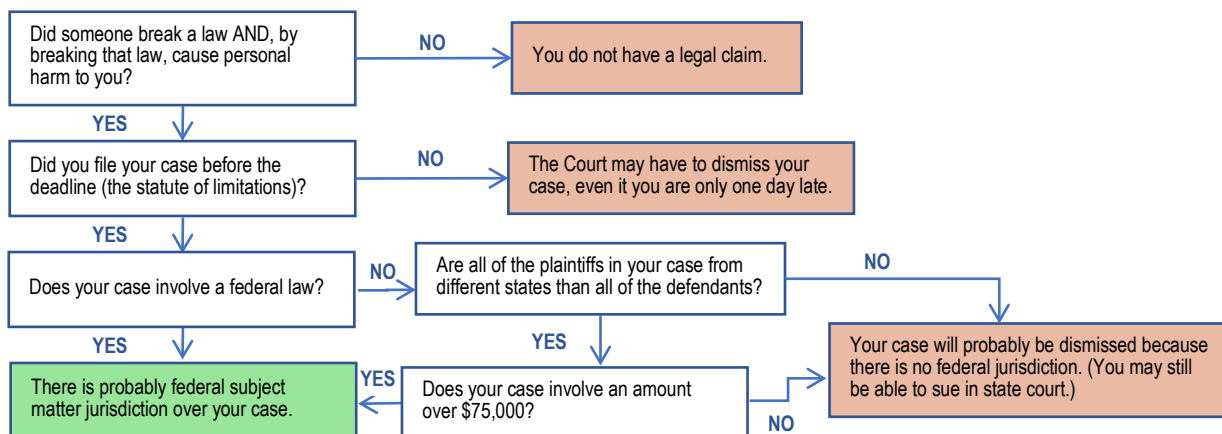 Did someone break a law AND, by
breaking that law, cause personal
harm to you?
NO
You do not have a legal claim.
YES
Did you file your case before the
deadline (the statute of limitations)?
NO
The Court may have to dismiss your
case, even it you are only one day late.
YES
Does your case involve a federal law?
NO
Are all of the plaintiffs in your case from
different states than all of the defendants?
NO
YES
YES
Your case will probably be dismissed because
there is no federal jurisdiction. (You may still
be able to sue in state court.)
There is probably federal subject
matter jurisdiction over your case.
YES
Does your case involve an amount
over $75,000?
NO